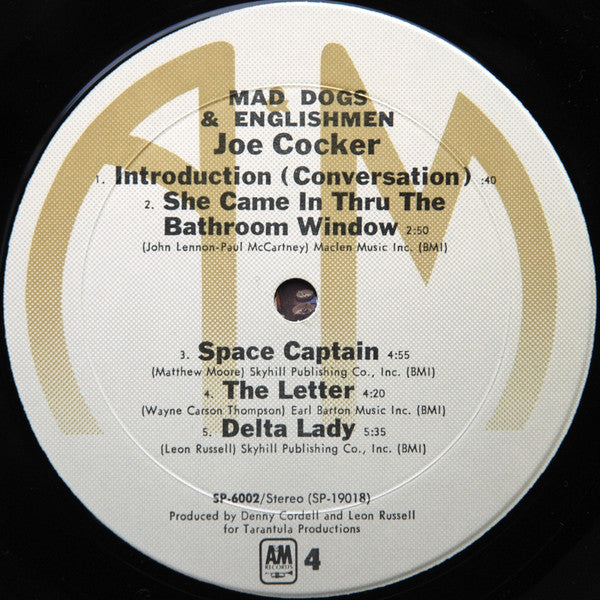 A&M
MAD DOGS
& ENGLISHMEN
Joe Cocker
1. Introduction (Conversation) :40
2. She Came In Thru The
Bathroom Window 2:50
(John Lennon-Paul McCartney) Maclen Music Inc. (BMI)
3. Space Captain 4:55
(Matthew Moore) Skyhill Publishing Co., Inc. (BMI)
4. The Letter 4:20
(Wayne Carson Thompson) Earl Barton Music Inc. (BMI)
5. Delta Lady 5:35
(Leon Russell) Skyhill Publishing Co., Inc. (BMI)
SP-6002/Stereo (SP-19018)
Produced by Denny Cordell and Leon Russell
for Tarantula Productions
A&M RECORDS 4